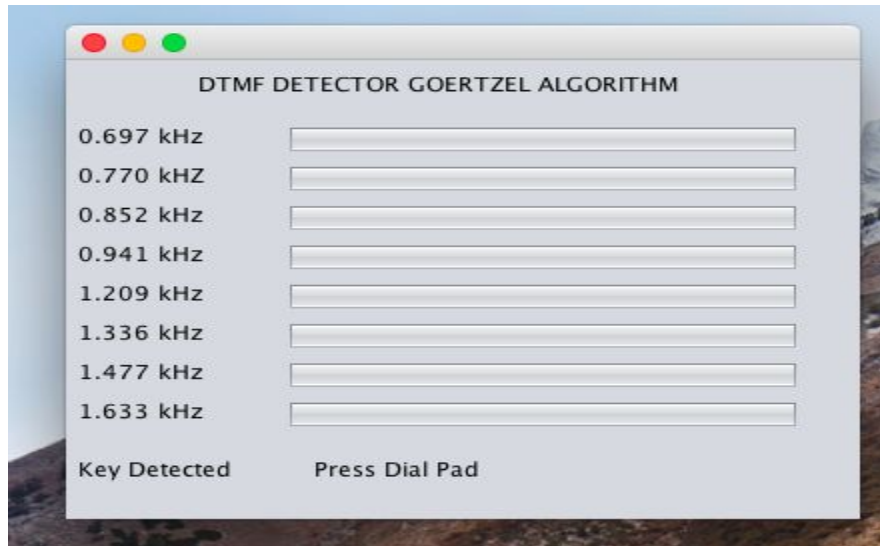 DTMF DETECTOR GOERTZEL ALGORITHM
0.697 kHz
0.770 kHZ
0.852 kHz
0.941 kHz
1.209 kHz
1.336 kHz
1.477 kHz
1.633 kHz
Key Detected Press Dial Pad